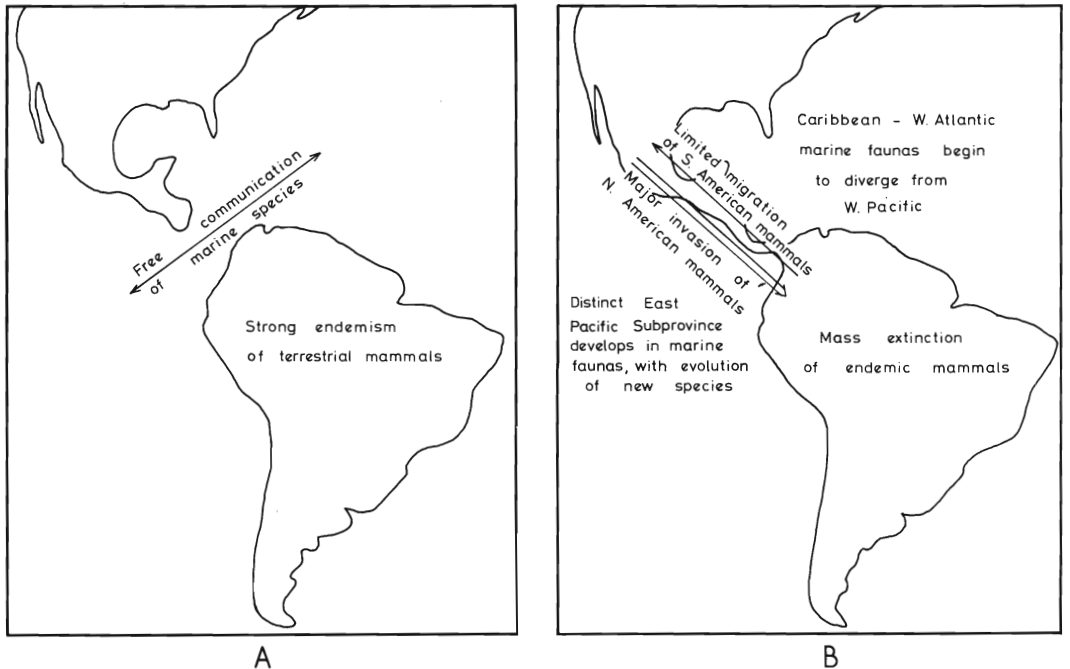 Free communication
of marine species
Strong endemism
of terrestrial mammals
A
Limited migration
of S. American mammals
Major invasion of
N. American mammals
Caribbean - W. Atlantic
marine faunas begin
to diverge from
W. Pacific
Distinct East
Pacific Subprovince
develops in marine
faunas, with evolution
of new species
Mass extinction
of endemic mammals
B